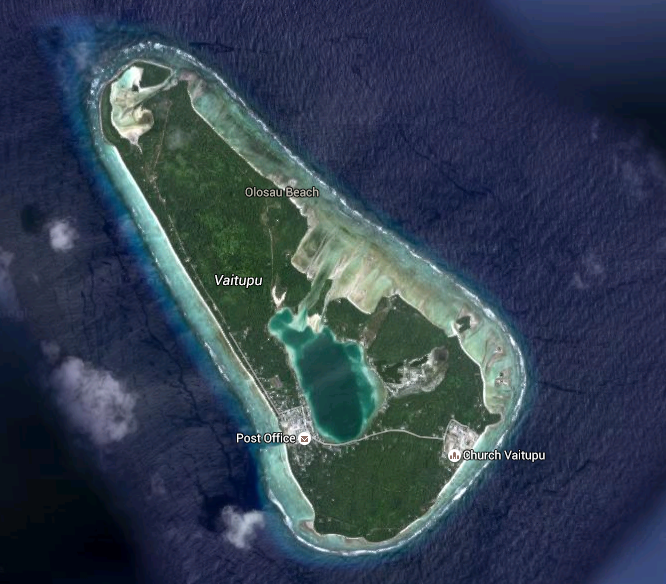 Olosau Beach
Vaitupu
Post Office
Church Vaitupu